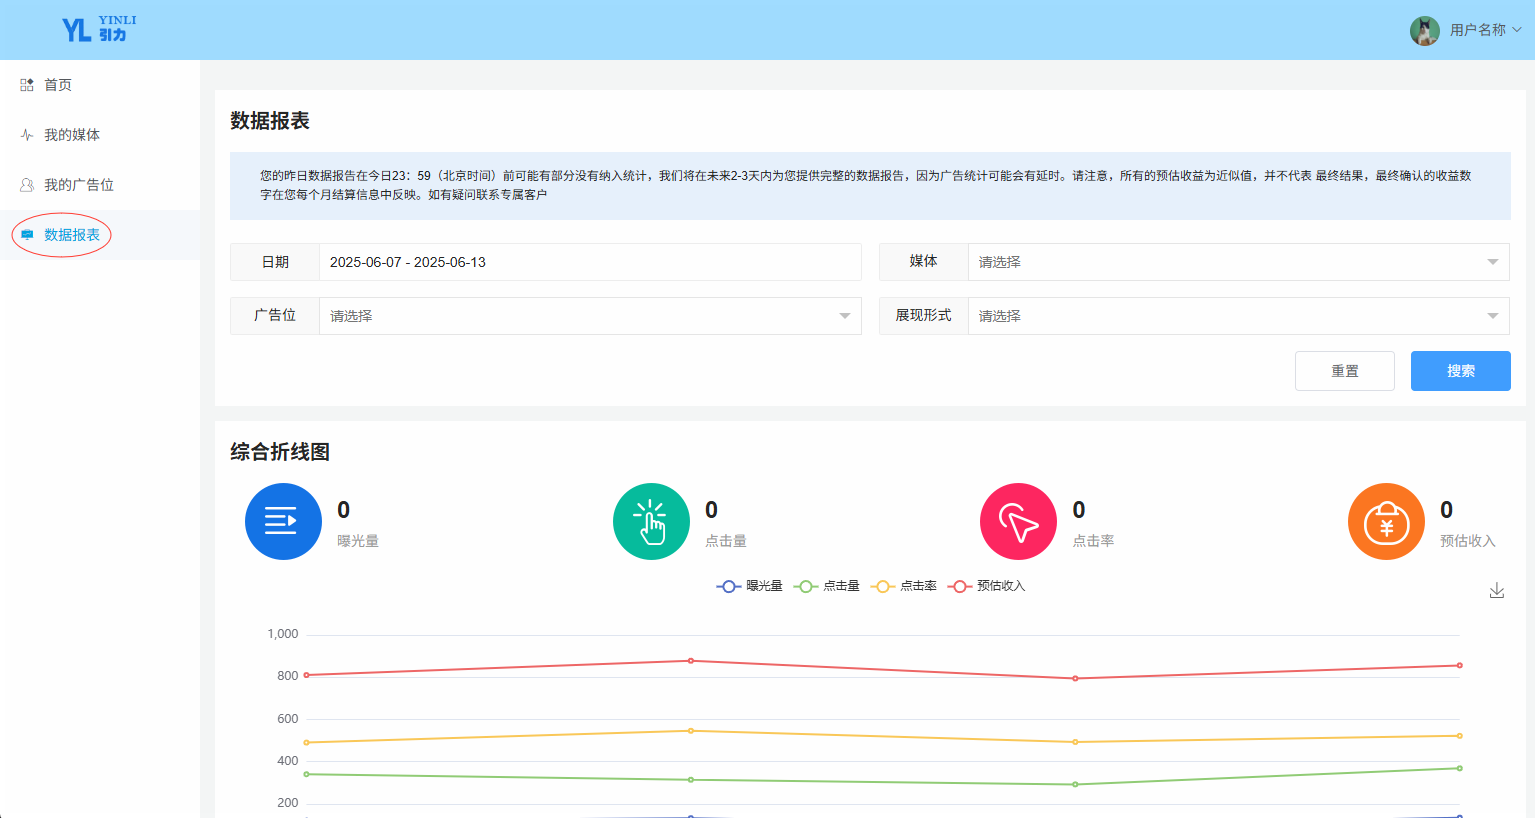 YL YINLI
引力
用户名称
首页
我的媒体
我的广告位
数据报表
数据报表
您的昨日数据报告在今日23：59（北京时间）前可能有部分没有纳入统计，我们将在未来2-3天内为您提供完整的数据报告，因为广告统计可能会有延时。请注意，所有的预估收益为近似值，并不代表 最终结果，最终确认的收益数
字在您每个月结算信息中反映。如有疑问联系专属客户
日期 2025-06-07 - 2025-06-13
媒体 请选择
广告位 请选择
展现形式 请选择
重置
搜索
综合折线图
0
曝光量
0
点击量
0
点击率
¥
0
预估收入
曝光量 点击量 点击率 预估收入
1,000
800
600
400
200